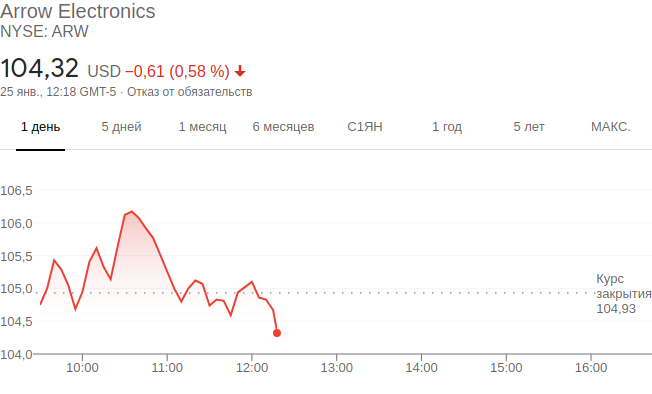 Arrow Electronics
NYSE: ARW
104,32 USD −0,61 (0,58 %)
25 янв., 12:18 GMT-5 · Отказ от обязательств
1 день 5 дней 1 месяц 6 месяцев С1ЯН 1 год 5 лет МАКС.
106,5
106,0
105,5
105,0
104,5
104,0
Курс
закрытия
104,93
10:00 11:00 12:00 13:00 14:00 15:00 16:00